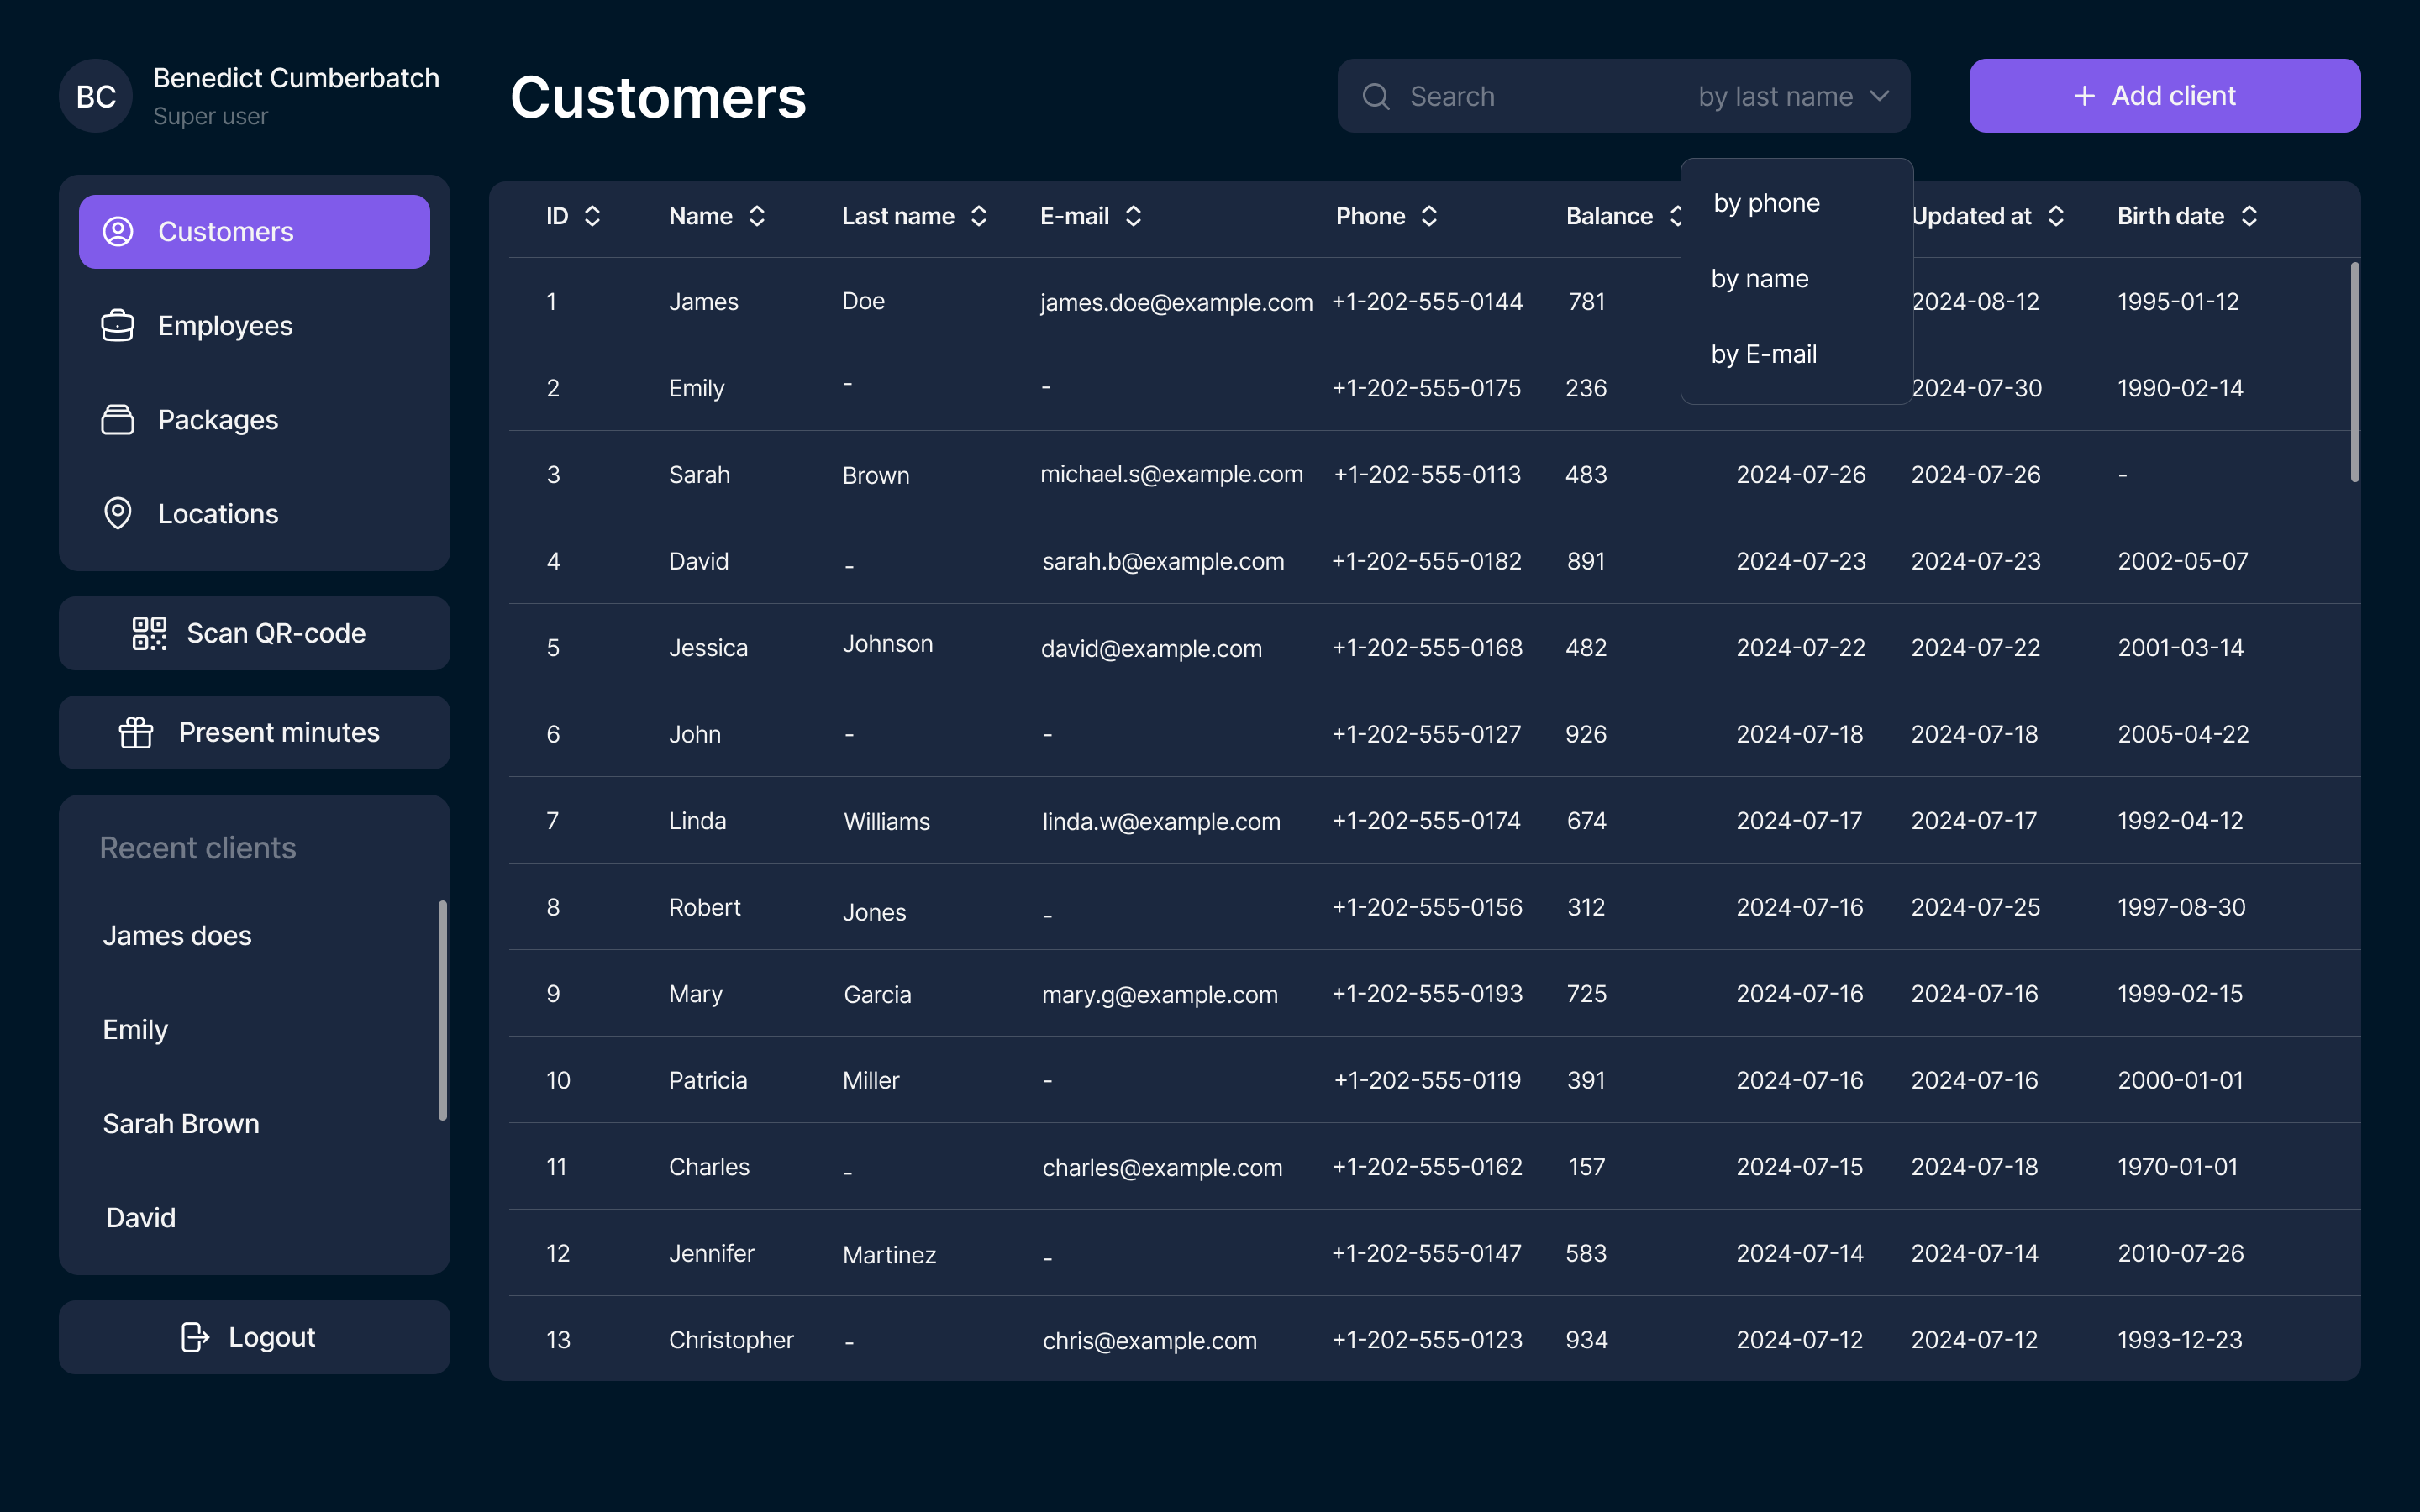 BC
Benedict Cumberbatch
Super user
Customers
Search by last name
+ Add client
Customers
Employees
Packages
Locations
Scan QR-code
Present minutes
Recent clients
James does
Emily
Sarah Brown
David
Logout
by phone
by name
by E-mail
ID Name Last name E-mail Phone Balance Updated at Birth date
1 James Doe james.doe@example.com +1-202-555-0144 781 2024-08-12 1995-01-12
2 Emily - - +1-202-555-0175 236 2024-07-30 1990-02-14
3 Sarah Brown michael.s@example.com +1-202-555-0113 483 2024-07-26 2024-07-26 -
4 David - sarah.b@example.com +1-202-555-0182 891 2024-07-23 2024-07-23 2002-05-07
5 Jessica Johnson david@example.com +1-202-555-0168 482 2024-07-22 2024-07-22 2001-03-14
6 John - - +1-202-555-0127 926 2024-07-18 2024-07-18 2005-04-22
7 Linda Williams linda.w@example.com +1-202-555-0174 674 2024-07-17 2024-07-17 1992-04-12
8 Robert Jones - +1-202-555-0156 312 2024-07-16 2024-07-25 1997-08-30
9 Mary Garcia mary.g@example.com +1-202-555-0193 725 2024-07-16 2024-07-16 1999-02-15
10 Patricia Miller - +1-202-555-0119 391 2024-07-16 2024-07-16 2000-01-01
11 Charles - charles@example.com +1-202-555-0162 157 2024-07-15 2024-07-18 1970-01-01
12 Jennifer Martinez - +1-202-555-0147 583 2024-07-14 2024-07-14 2010-07-26
13 Christopher - chris@example.com +1-202-555-0123 934 2024-07-12 2024-07-12 1993-12-23